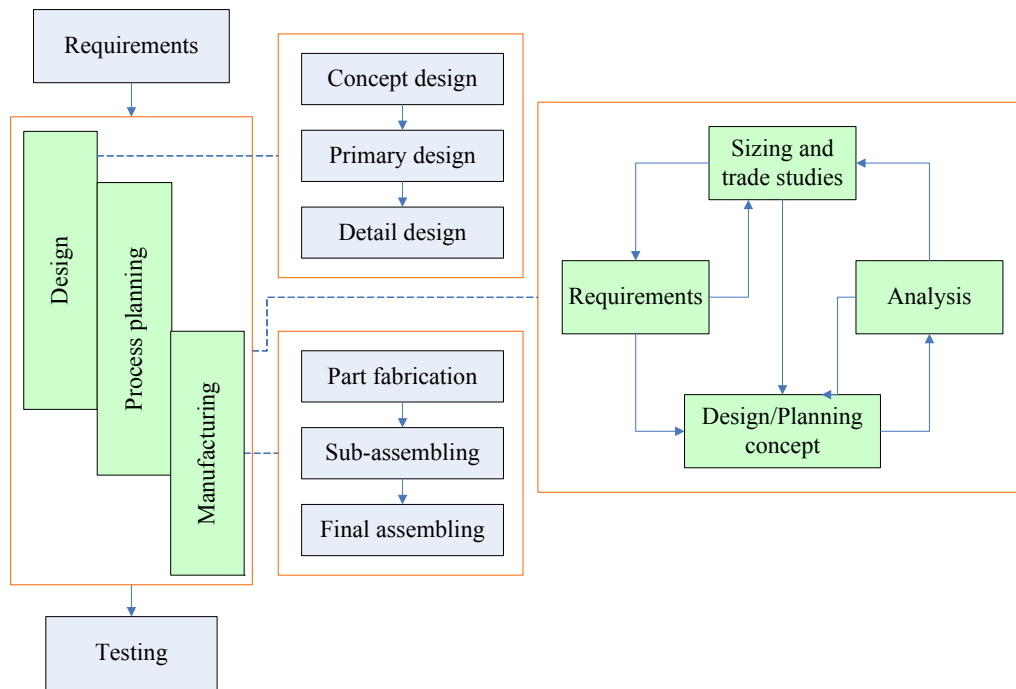 Requirements
Design
Process planning
Manufacturing
Testing
Concept design
Primary design
Detail design
Part fabrication
Sub-assembling
Final assembling
Sizing and
trade studies
Requirements
Analysis
Design/Planning
concept